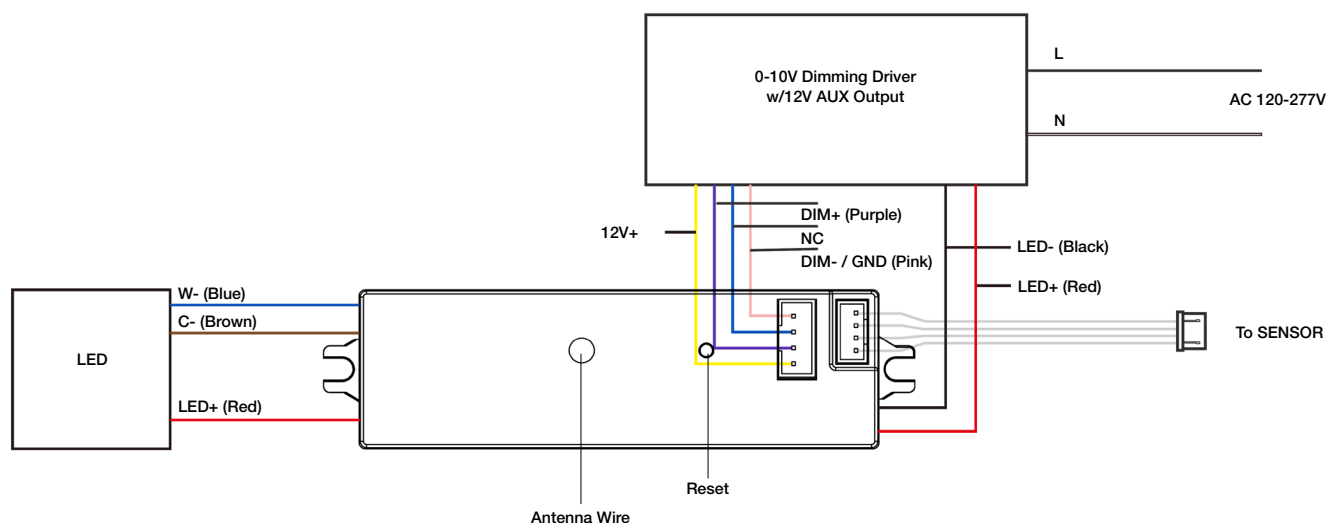 0-10V Dimming Driver
w/12V AUX Output
L
AC 120-277V
N
DIM+ (Purple)
12V+
NC
DIM- / GND (Pink)
LED- (Black)
LED+ (Red)
W- (Blue)
C- (Brown)
LED
LED+ (Red)
To SENSOR
Reset
Antenna Wire